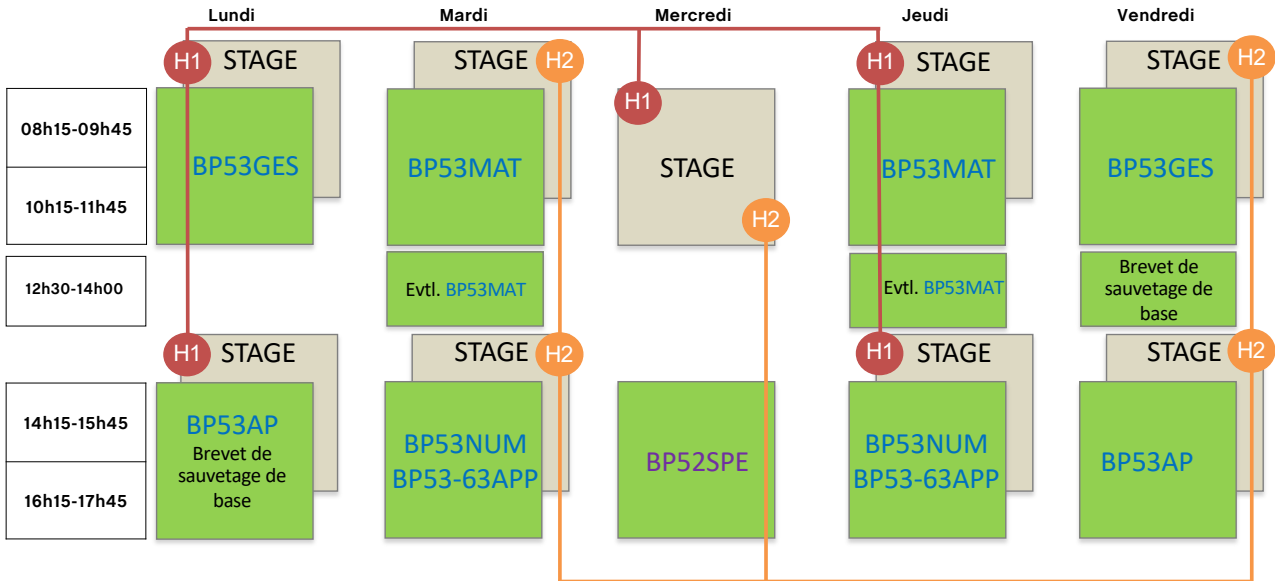 Lundi Mardi Mercredi Jeudi Vendredi
H1 STAGE STAGE H2 H1 STAGE STAGE H2
H1
08h15-09h45
BP53GES BP53MAT STAGE BP53MAT BP53GES
10h15-11h45
H2
12h30-14h00
Evtl. BP53MAT
Evtl. BP53MAT
Brevet de
sauvetage de
base
H1 STAGE STAGE H2 H1 STAGE STAGE H2
14h15-15h45
16h15-17h45
BP53AP
Brevet de
sauvetage de
base
BP53NUM
BP53-63APP
BP52SPE
BP53NUM
BP53-63APP
BP53AP